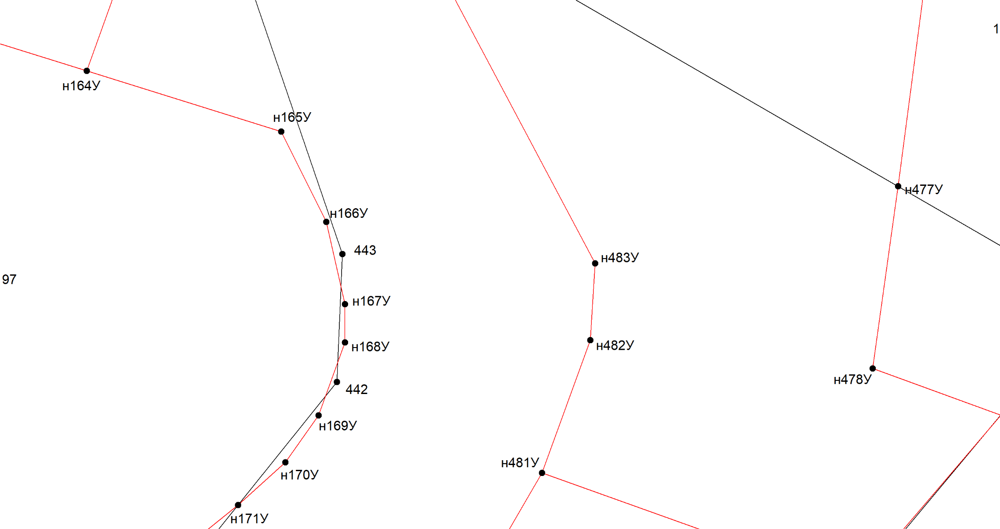 1
н164У
н165У
н477У
н166У
443
н483У
97
н167У
н482У
н168У
н478У
442
н169У
н481У
н170У
н171У